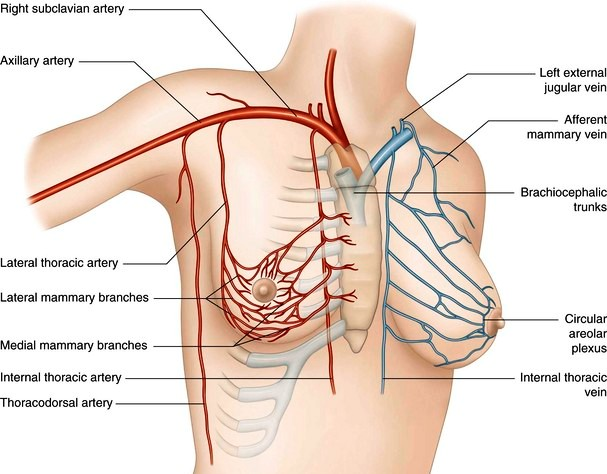 Right subclavian artery
Axillary artery
Lateral thoracic artery
Lateral mammary branches
Medial mammary branches
Internal thoracic artery
Thoracodorsal artery
Left external
jugular vein
Afferent
mammary vein
Brachiocephalic
trunks
Circular
areolar
plexus
Internal thoracic
vein